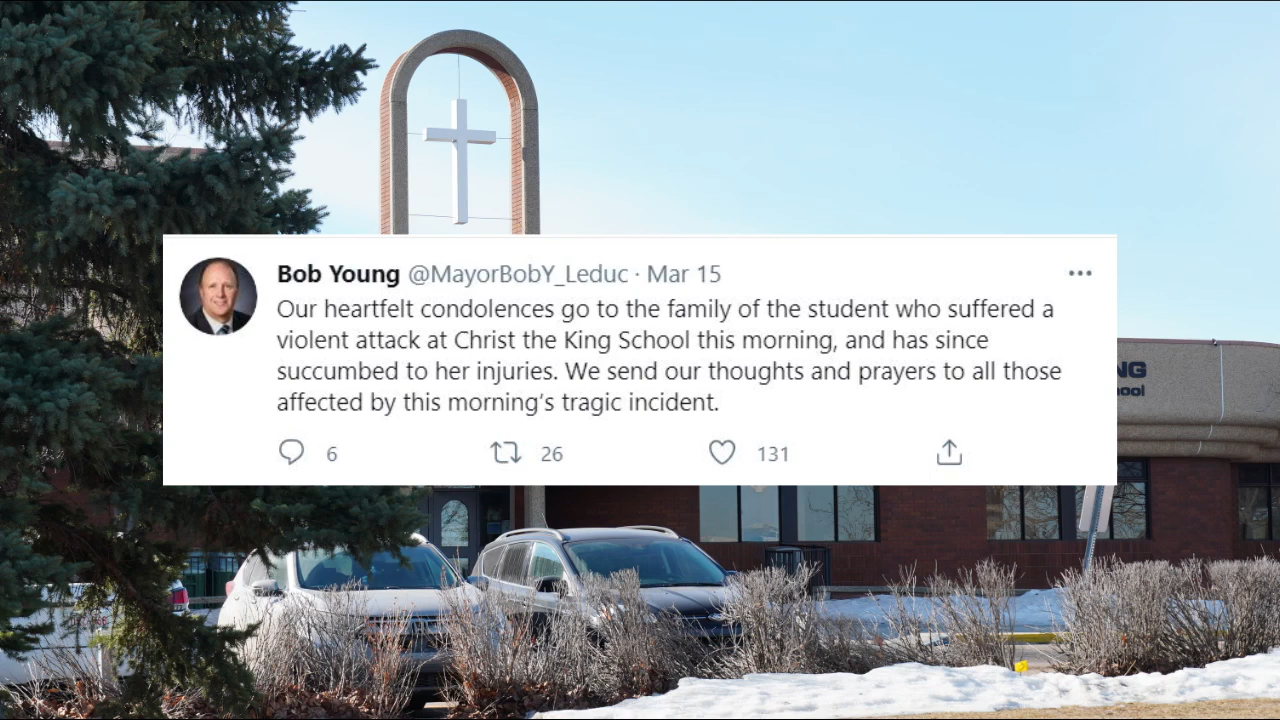 Bob Young @MayorBobY_Leduc · Mar 15
Our heartfelt condolences go to the family of the student who suffered a
violent attack at Christ the King School this morning, and has since
succumbed to her injuries. We send our thoughts and prayers to all those
affected by this morning’s tragic incident.
6 26 131
NG
ool